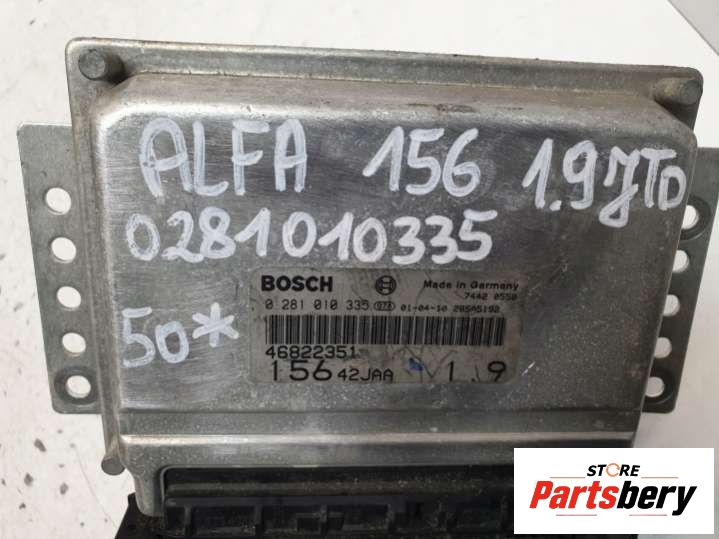 ALFA 156 1.9JTD
0281010335
50*
BOSCH Made in Germany
7442 0550
0 281 010 335 01-04-10
46822351
156 42JAA 1.9
STORE
Partsbery